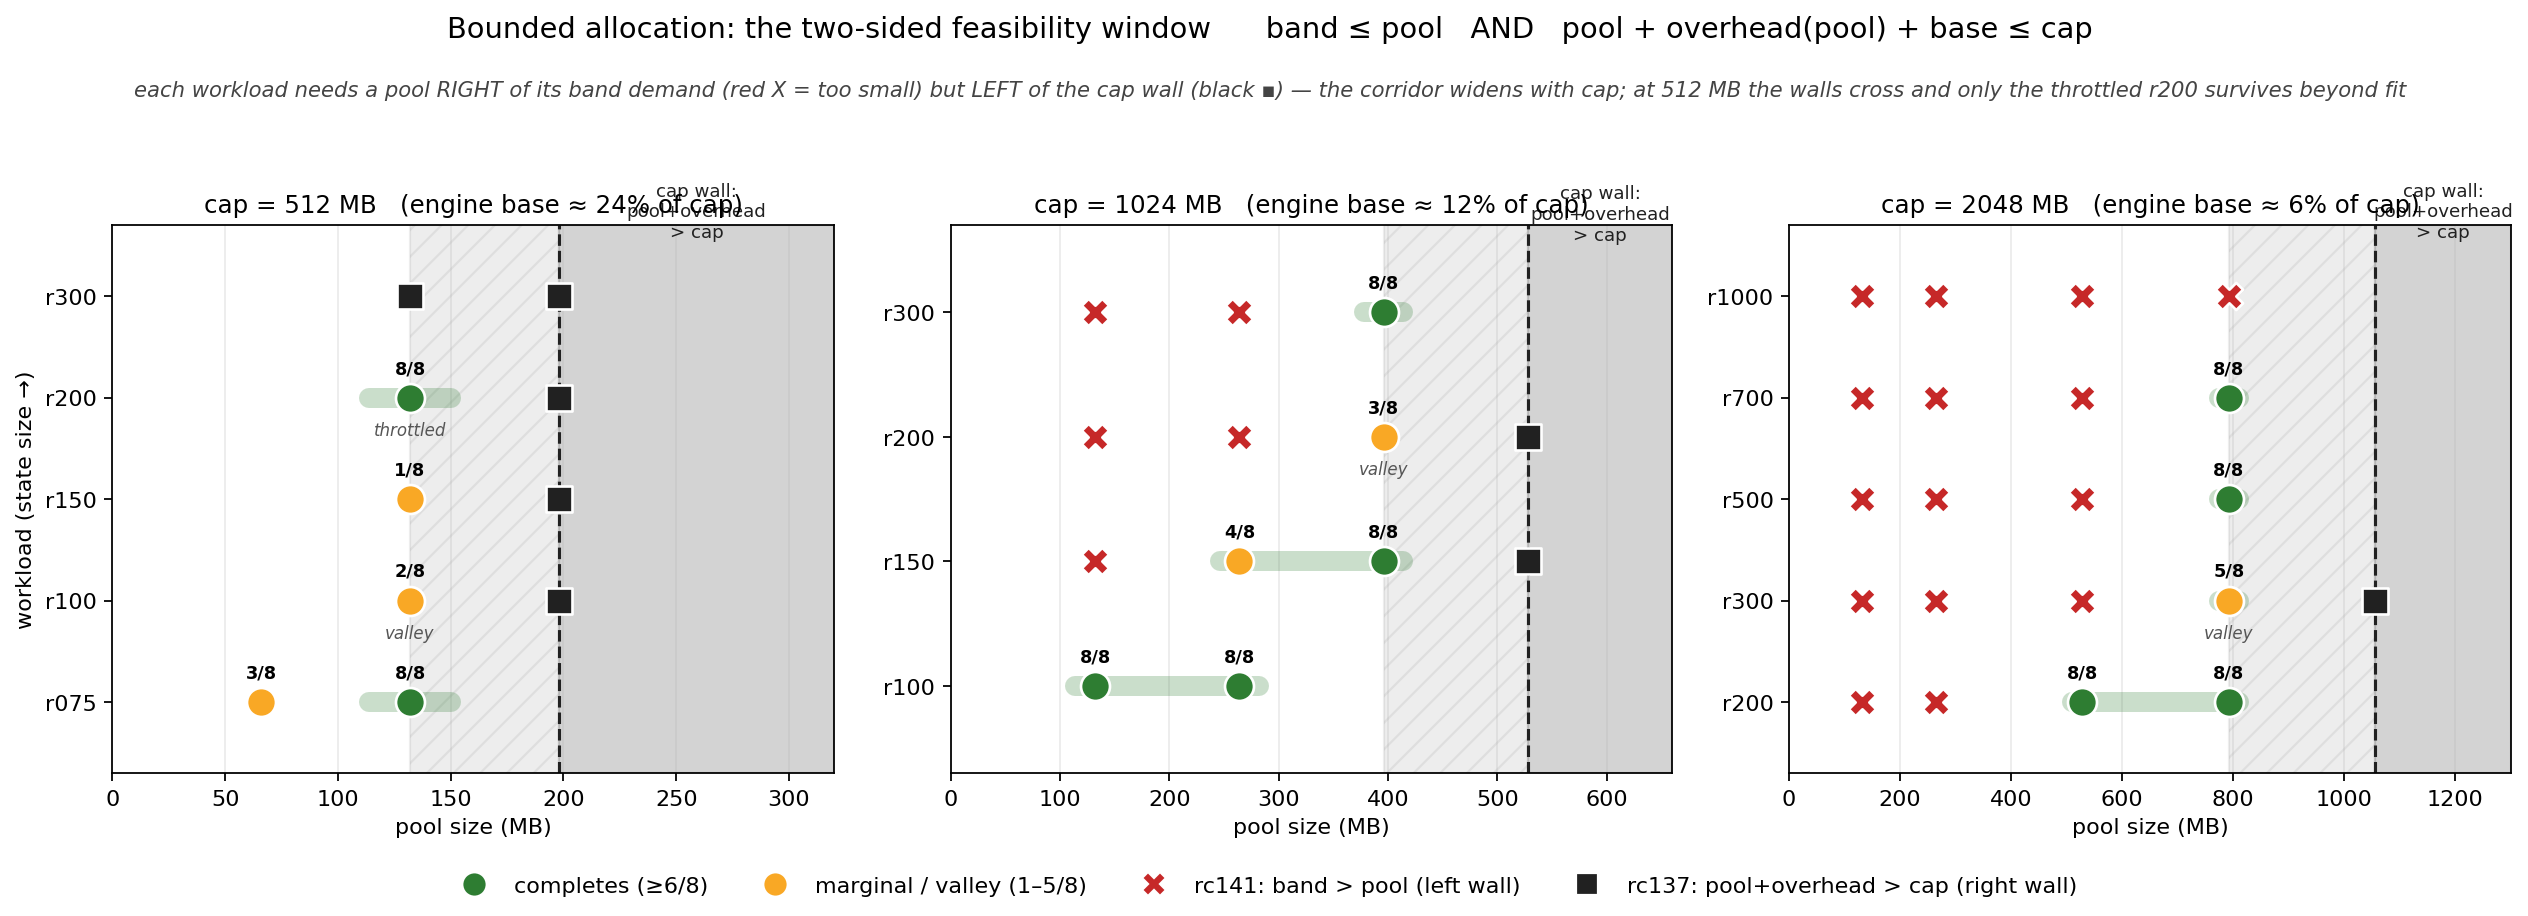 Bounded allocation: the two-sided feasibility window band ≤ pool AND pool + overhead(pool) + base ≤ cap
each workload needs a pool RIGHT of its band demand (red X = too small) but LEFT of the cap wall (black ■) — the corridor widens with cap; at 512 MB the walls cross and only the throttled r200 survives beyond fit
cap = 512 MB (engine base ≈ 24% of cap)
cap wall:
pool+overhead
> cap
workload (state size →)
r300
8/8
r200
throttled
1/8
r150
2/8
r100
valley
3/8
8/8
r075
0
50
100
150
200
250
300
pool size (MB)
cap = 1024 MB (engine base ≈ 12% of cap)
cap wall:
pool+overhead
> cap
8/8
r300
3/8
r200
valley
4/8
8/8
r150
8/8
8/8
r100
0
100
200
300
400
500
600
pool size (MB)
cap = 2048 MB (engine base ≈ 6% of cap)
cap wall:
pool+overhead
> cap
r1000
8/8
r700
8/8
r500
5/8
r300
valley
8/8
8/8
r200
0
200
400
600
800
1000
1200
pool size (MB)
completes (≥6/8)
marginal / valley (1–5/8)
rc141: band > pool (left wall)
rc137: pool+overhead > cap (right wall)